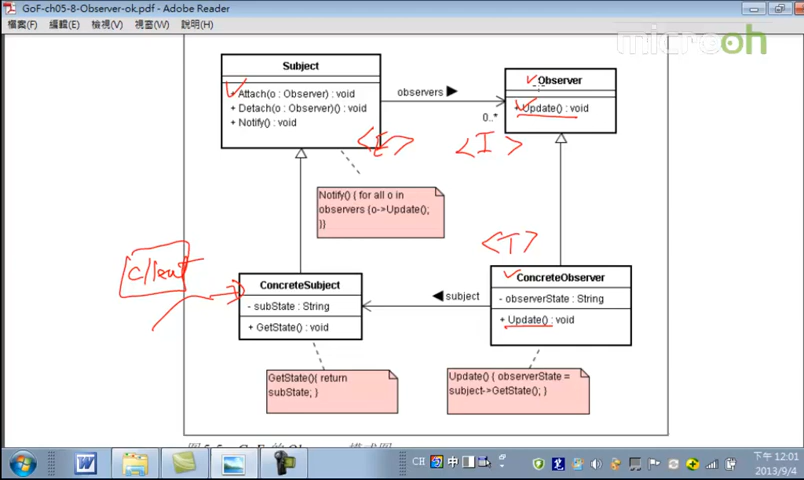 GoF-ch05-8-Observer-ok.pdf - Adobe Reader
檔案(F) 編輯(E) 檢視(V) 視窗(W) 說明(H)
microoh
Subject
+ Attach(o : Observer) : void
+ Detach(o : Observer)() : void
+ Notify() : void
observers
0..*
Observer
+ Update() : void
<E>
<I>
Notify() { for all o in
observers {o->Update();
}}
<T>
client
ConcreteSubject
- subState : String
+ GetState() : void
subject
ConcreteObserver
- observerState : String
+ Update() : void
GetState(){ return
subState; }
Update() { observerState =
subject->GetState(); }
CH
中
下午 12:01
2013/9/4